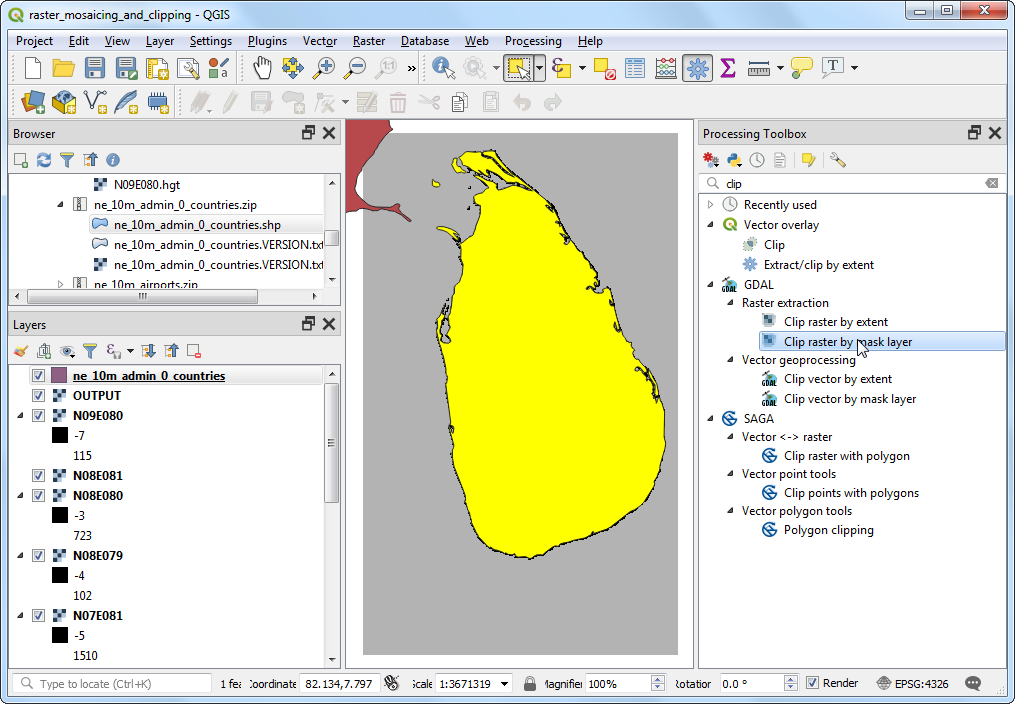 raster_mosaicing_and_clipping - QGIS
Project Edit View Layer Settings Plugins Vector Raster Database Web Processing Help
1:1
»
T
Browser
N09E080.hgt
ne_10m_admin_0_countries.zip
ne_10m_admin_0_countries.shp
ne_10m_admin_0_countries.VERSION.txt
ne_10m_admin_0_countries.VERSION.txt
ne_10m_airports.zip
Layers
ne_10m_admin_0_countries
OUTPUT
N09E080
-7
115
N08E081
N08E080
-3
723
N08E079
-4
102
N07E081
-5
1510
Processing Toolbox
clip
Recently used
Vector overlay
Clip
Extract/clip by extent
GDAL
Raster extraction
Clip raster by extent
Clip raster by mask layer
Vector geoprocessing
GDAL Clip vector by extent
GDAL Clip vector by mask layer
SAGA
Vector <-> raster
Clip raster with polygon
Vector point tools
Clip points with polygons
Vector polygon tools
Polygon clipping
Type to locate (Ctrl+K) 1 fea Coordinate 82.134,7.797 Scale 1:3671319 Magnifier 100% Rotation 0.0 ° Render EPSG:4326